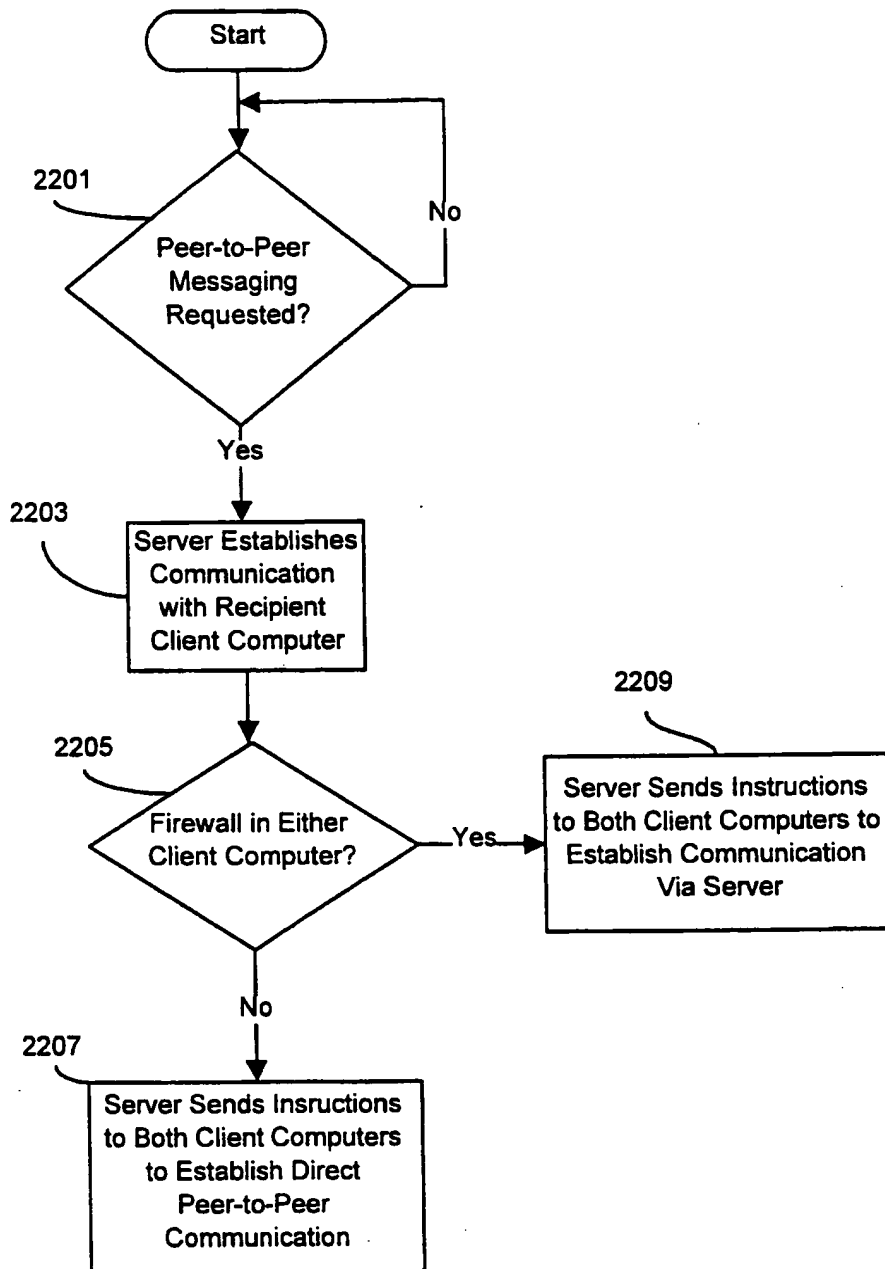 Start
2201
No
Peer-to-Peer
Messaging
Requested?
Yes
2203
Server Establishes
Communication
with Recipient
Client Computer
2205
Firewall in Either
Client Computer?
Yes
2209
Server Sends Instructions
to Both Client Computers to
Establish Communication
Via Server
No
2207
Server Sends Insructions
to Both Client Computers
to Establish Direct
Peer-to-Peer
Communication